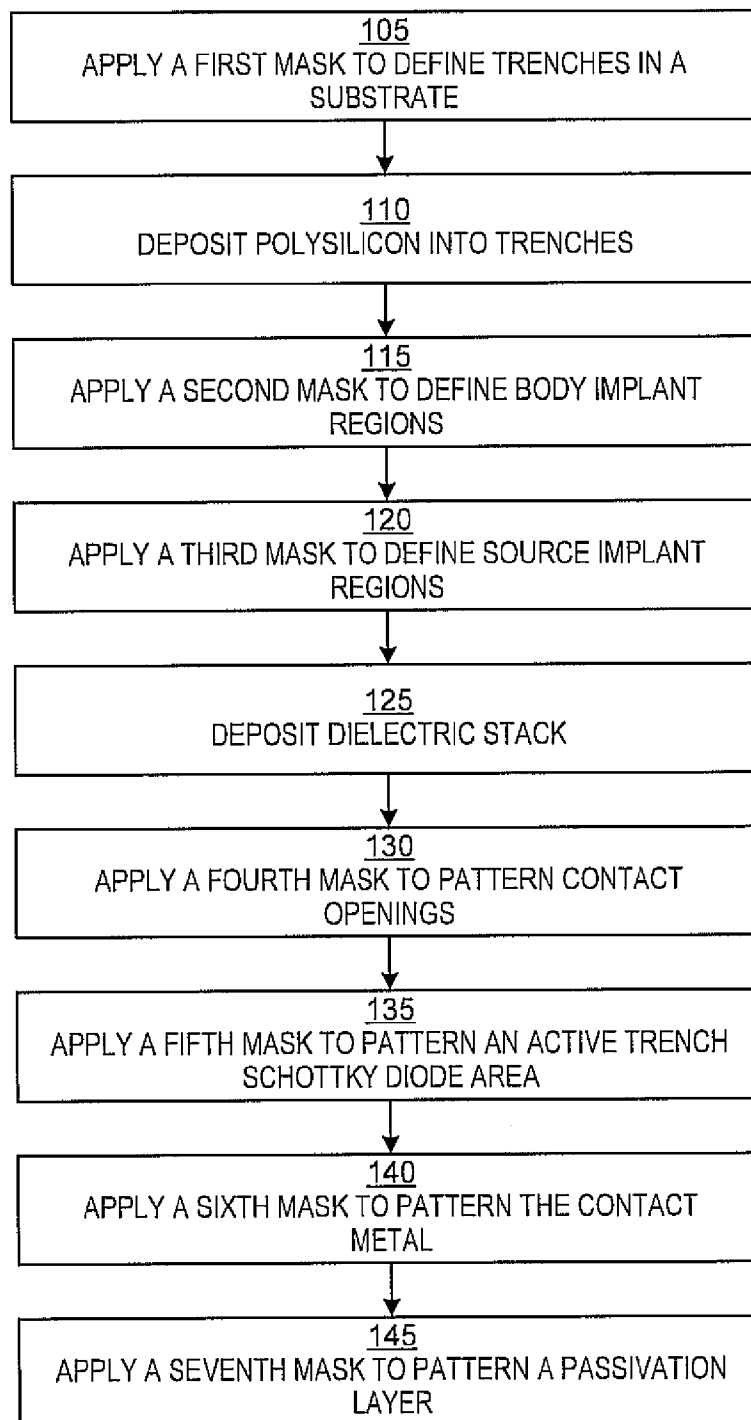 105
APPLY A FIRST MASK TO DEFINE TRENCHES IN A
SUBSTRATE
110
DEPOSIT POLYSILICON INTO TRENCHES
115
APPLY A SECOND MASK TO DEFINE BODY IMPLANT
REGIONS
120
APPLY A THIRD MASK TO DEFINE SOURCE IMPLANT
REGIONS
125
DEPOSIT DIELECTRIC STACK
130
APPLY A FOURTH MASK TO PATTERN CONTACT
OPENINGS
135
APPLY A FIFTH MASK TO PATTERN AN ACTIVE TRENCH
SCHOTTKY DIODE AREA
140
APPLY A SIXTH MASK TO PATTERN THE CONTACT
METAL
145
APPLY A SEVENTH MASK TO PATTERN A PASSIVATION
LAYER